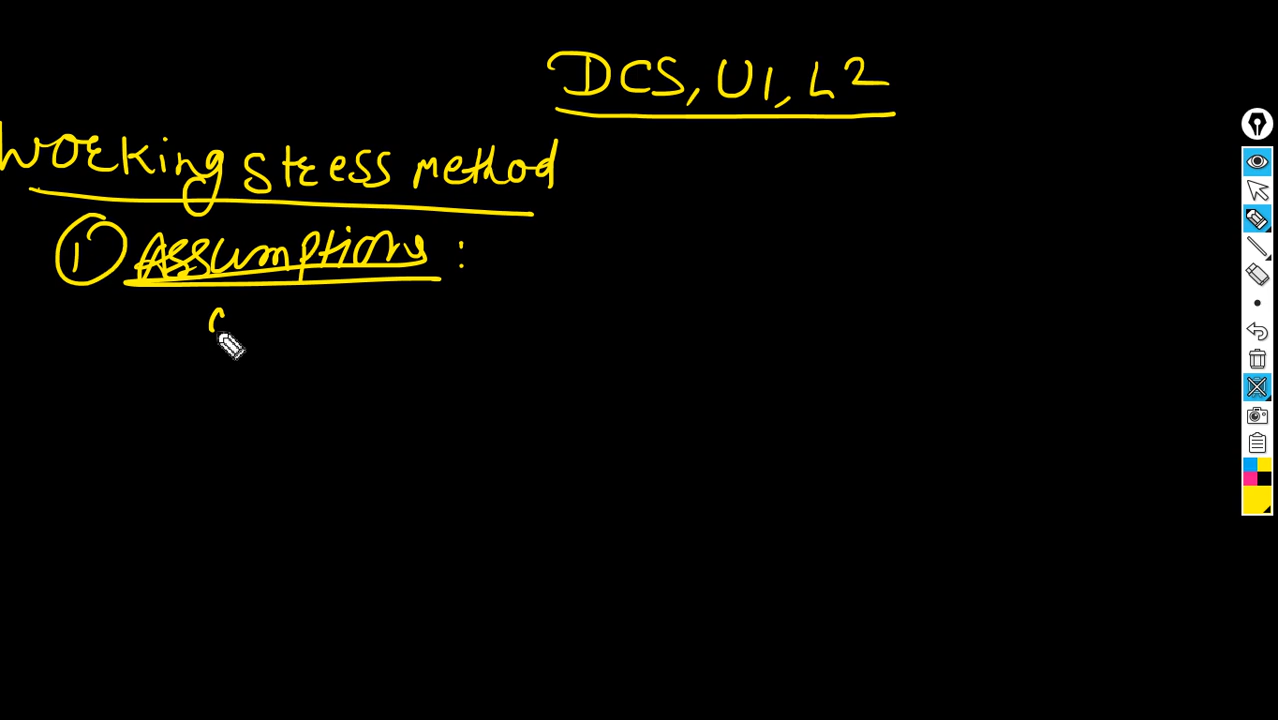 DCS, U1, L2
Working stress method
① Assumptions :